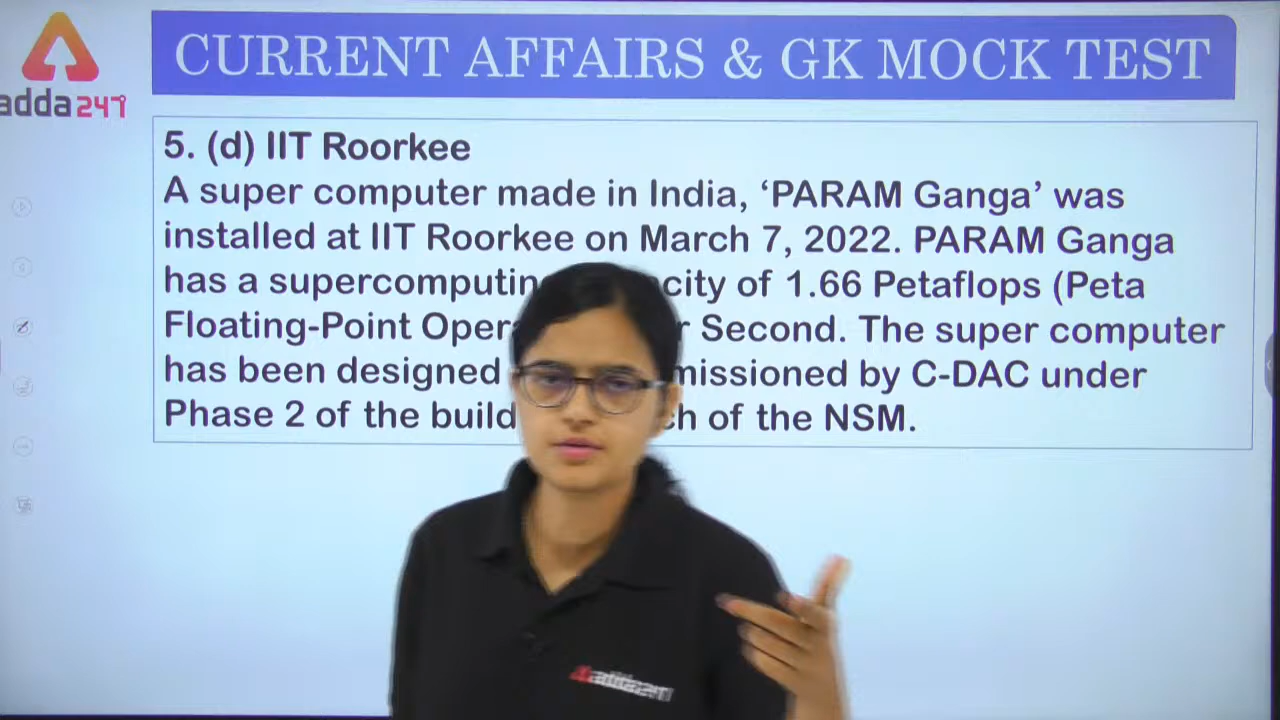 CURRENT AFFAIRS & GK MOCK TEST
adda247
5. (d) IIT Roorkee
A super computer made in India, ‘PARAM Ganga’ was
installed at IIT Roorkee on March 7, 2022. PARAM Ganga
has a supercomputin city of 1.66 Petaflops (Peta
Floating-Point Oper r Second. The super computer
has been designed missioned by C-DAC under
Phase 2 of the build ch of the NSM.